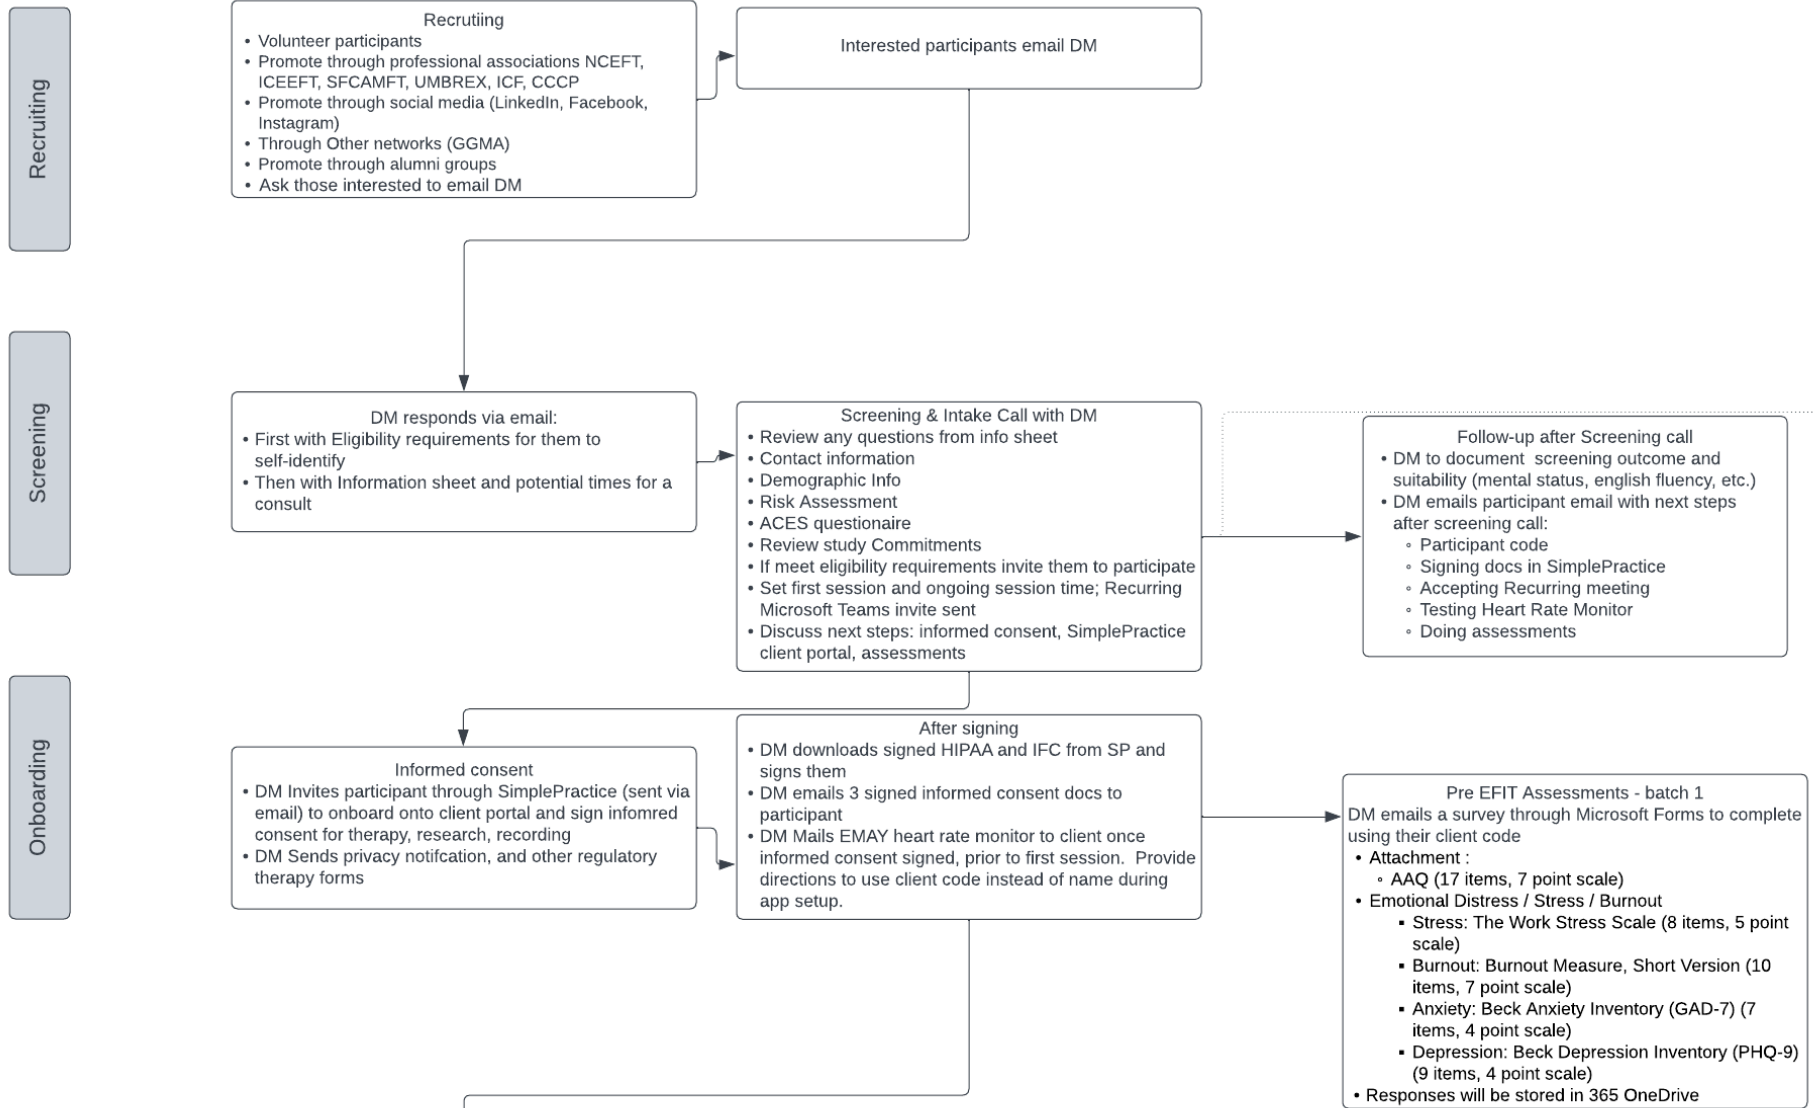 Recruiting
Recrutiing
• Volunteer participants
• Promote through professional associations NCEFT,
ICEEFT, SFCAMFT, UMBREX, ICF, CCCP
• Promote through social media (LinkedIn, Facebook,
Instagram)
• Through Other networks (GGMA)
• Promote through alumni groups
• Ask those interested to email DM
Interested participants email DM
Screening
DM responds via email:
• First with Eligibility requirements for them to
self-identify
• Then with Information sheet and potential times for a
consult
Screening & Intake Call with DM
• Review any questions from info sheet
• Contact information
• Demographic Info
• Risk Assessment
• ACES questionaire
• Review study Commitments
• If meet eligibility requirements invite them to participate
• Set first session and ongoing session time; Recurring
Microsoft Teams invite sent
• Discuss next steps: informed consent, SimplePractice
client portal, assessments
Follow-up after Screening call
• DM to document screening outcome and
suitability (mental status, english fluency, etc.)
• DM emails participant email with next steps
after screening call:
◦ Participant code
◦ Signing docs in SimplePractice
◦ Accepting Recurring meeting
◦ Testing Heart Rate Monitor
◦ Doing assessments
Onboarding
Informed consent
• DM Invites participant through SimplePractice (sent via
email) to onboard onto client portal and sign infomred
consent for therapy, research, recording
• DM Sends privacy notifcation, and other regulatory
therapy forms
After signing
• DM downloads signed HIPAA and IFC from SP and
signs them
• DM emails 3 signed informed consent docs to
participant
• DM Mails EMAY heart rate monitor to client once
informed consent signed, prior to first session. Provide
directions to use client code instead of name during
app setup.
Pre EFIT Assessments - batch 1
DM emails a survey through Microsoft Forms to complete
using their client code
• Attachment :
◦ AAQ (17 items, 7 point scale)
• Emotional Distress / Stress / Burnout
▪ Stress: The Work Stress Scale (8 items, 5 point
scale)
▪ Burnout: Burnout Measure, Short Version (10
items, 7 point scale)
▪ Anxiety: Beck Anxiety Inventory (GAD-7) (7
items, 4 point scale)
▪ Depression: Beck Depression Inventory (PHQ-9)
(9 items, 4 point scale)
• Responses will be stored in 365 OneDrive